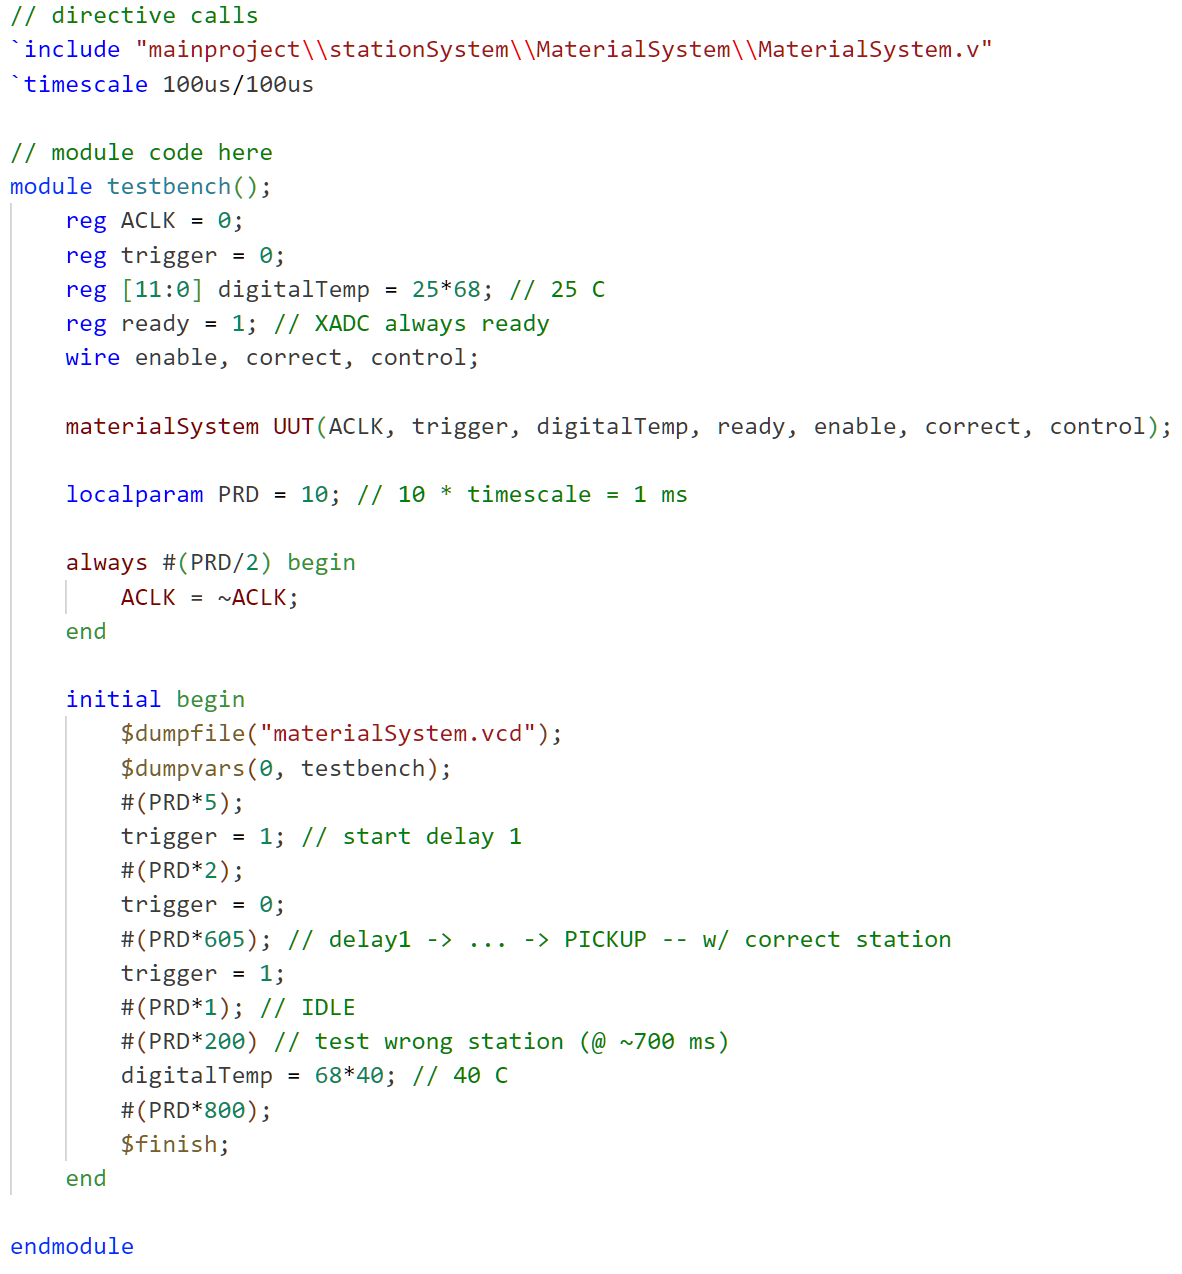 // directive calls
`include "mainproject\\stationSystem\\MaterialSystem\\MaterialSystem.v"
`timescale 100us/100us

// module code here
module testbench();
    reg ACLK = 0;
    reg trigger = 0;
    reg [11:0] digitalTemp = 25*68; // 25 C
    reg ready = 1; // XADC always ready
    wire enable, correct, control;

    materialSystem UUT(ACLK, trigger, digitalTemp, ready, enable, correct, control);

    localparam PRD = 10; // 10 * timescale = 1 ms

    always #(PRD/2) begin
        ACLK = ~ACLK;
    end

    initial begin
        $dumpfile("materialSystem.vcd");
        $dumpvars(0, testbench);
        #(PRD*5);
        trigger = 1; // start delay 1
        #(PRD*2);
        trigger = 0;
        #(PRD*605); // delay1 -> ... -> PICKUP -- w/ correct station
        trigger = 1;
        #(PRD*1); // IDLE
        #(PRD*200) // test wrong station (@ ~700 ms)
        digitalTemp = 68*40; // 40 C
        #(PRD*800);
        $finish;
    end

endmodule